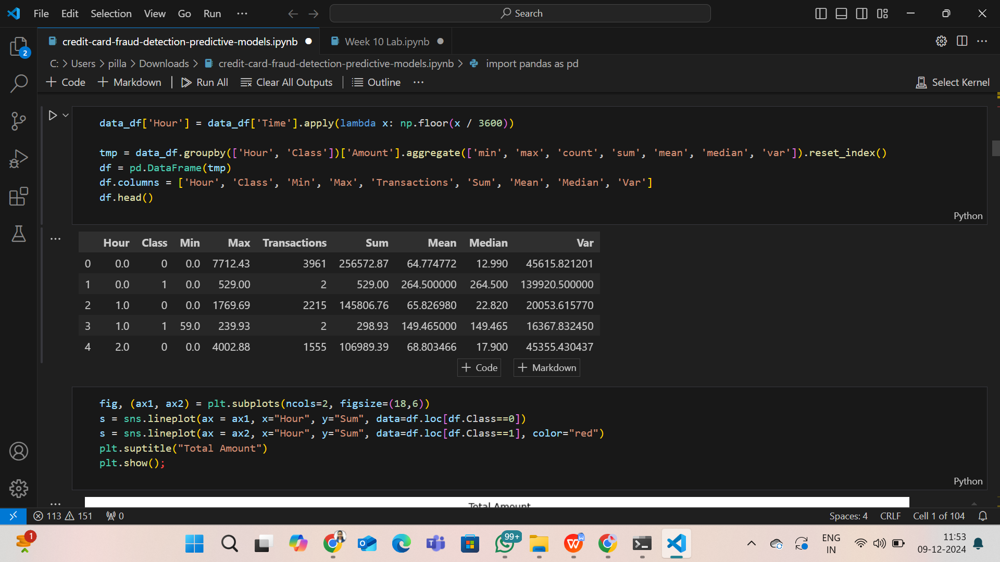 File Edit Selection View Go Run ··· Search
credit-card-fraud-detection-predictive-models.ipynb Week 10 Lab.ipynb
2
C: > Users > pilla > Downloads > credit-card-fraud-detection-predictive-models.ipynb > import pandas as pd
+ Code + Markdown | Run All Clear All Outputs | Outline ··· Select Kernel
data_df['Hour'] = data_df['Time'].apply(lambda x: np.floor(x / 3600))
tmp = data_df.groupby(['Hour', 'Class'])['Amount'].aggregate(['min', 'max', 'count', 'sum', 'mean', 'median', 'var']).reset_index()
df = pd.DataFrame(tmp)
df.columns = ['Hour', 'Class', 'Min', 'Max', 'Transactions', 'Sum', 'Mean', 'Median', 'Var']
df.head()
Python
Hour Class Min Max Transactions Sum Mean Median Var
0 0.0 0 0.0 7712.43 3961 256572.87 64.774772 12.990 45615.821201
1 0.0 1 0.0 529.00 2 529.00 264.500000 264.500 139920.500000
2 1.0 0 0.0 1769.69 2215 145806.76 65.826980 22.820 20053.615770
3 1.0 1 59.0 239.93 2 298.93 149.465000 149.465 16367.832450
4 2.0 0 0.0 4002.88 1555 106989.39 68.803466 17.900 45355.430437
+ Code + Markdown
fig, (ax1, ax2) = plt.subplots(ncols=2, figsize=(18,6))
s = sns.lineplot(ax = ax1, x="Hour", y="Sum", data=df.loc[df.Class==0])
s = sns.lineplot(ax = ax2, x="Hour", y="Sum", data=df.loc[df.Class==1], color="red")
plt.suptitle("Total Amount")
plt.show();
Python
Total Amount
113 151 0 Spaces: 4 CRLF Cell 1 of 104
1 99+ ENG 11:53
IN 09-12-2024